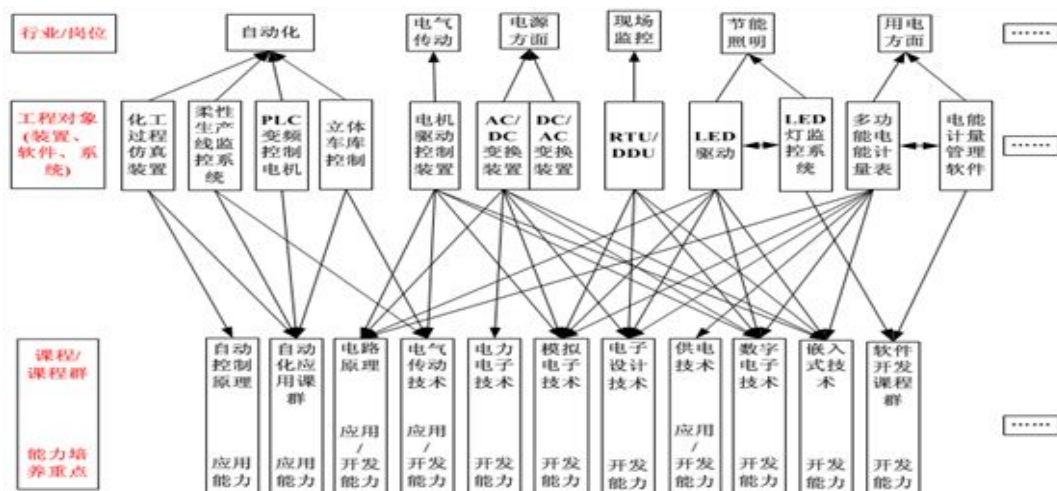 行业/岗位
自动化
电气
传动
电源
方面
现场
监控
节能
照明
用电
方面
……
工程对象
(装置、
软件、系
统)
化工
过程
仿真
装置
柔性
生产
线监
控系
统
PLC
变频
控制
电机
立体
车库
控制
电机
驱动
控制
装置
AC/
DC
变换
装置
DC/
AC
变换
装置
RTU/
DDU
LED
驱动
LED
灯监
控系
统
多功
能电
能计
量表
电能
计量
管理
软件
……
课程/
课程群
能力培
养重点
自动
控制
原理
应用
能力
自动
化应
用课
群
应用
能力
电路
原理
应用
/
开发
能力
电气
传动
技术
应用
/
开发
能力
电力
电子
技术
开发
能力
模拟
电子
技术
开发
能力
电子
设计
技术
开发
能力
供电
技术
应用
/
开发
能力
数字
电子
技术
开发
能力
嵌入
式技
术
开发
能力
软件
开发
课程
群
开发
能力
……